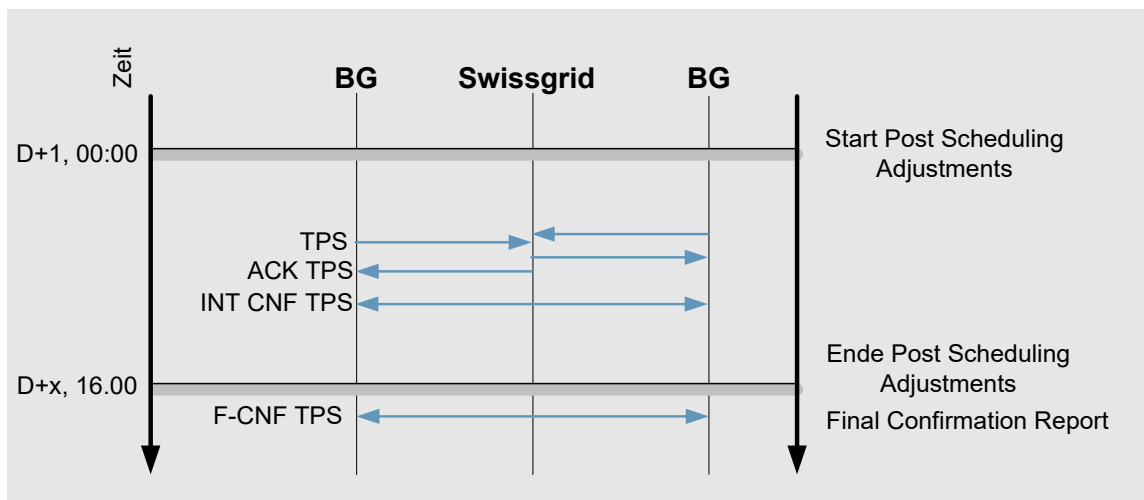 Zeit
BG
Swissgrid
BG
D+1, 00:00
Start Post Scheduling
Adjustments
TPS
ACK TPS
INT CNF TPS
Ende Post Scheduling
Adjustments
D+x, 16.00
F-CNF TPS
Final Confirmation Report